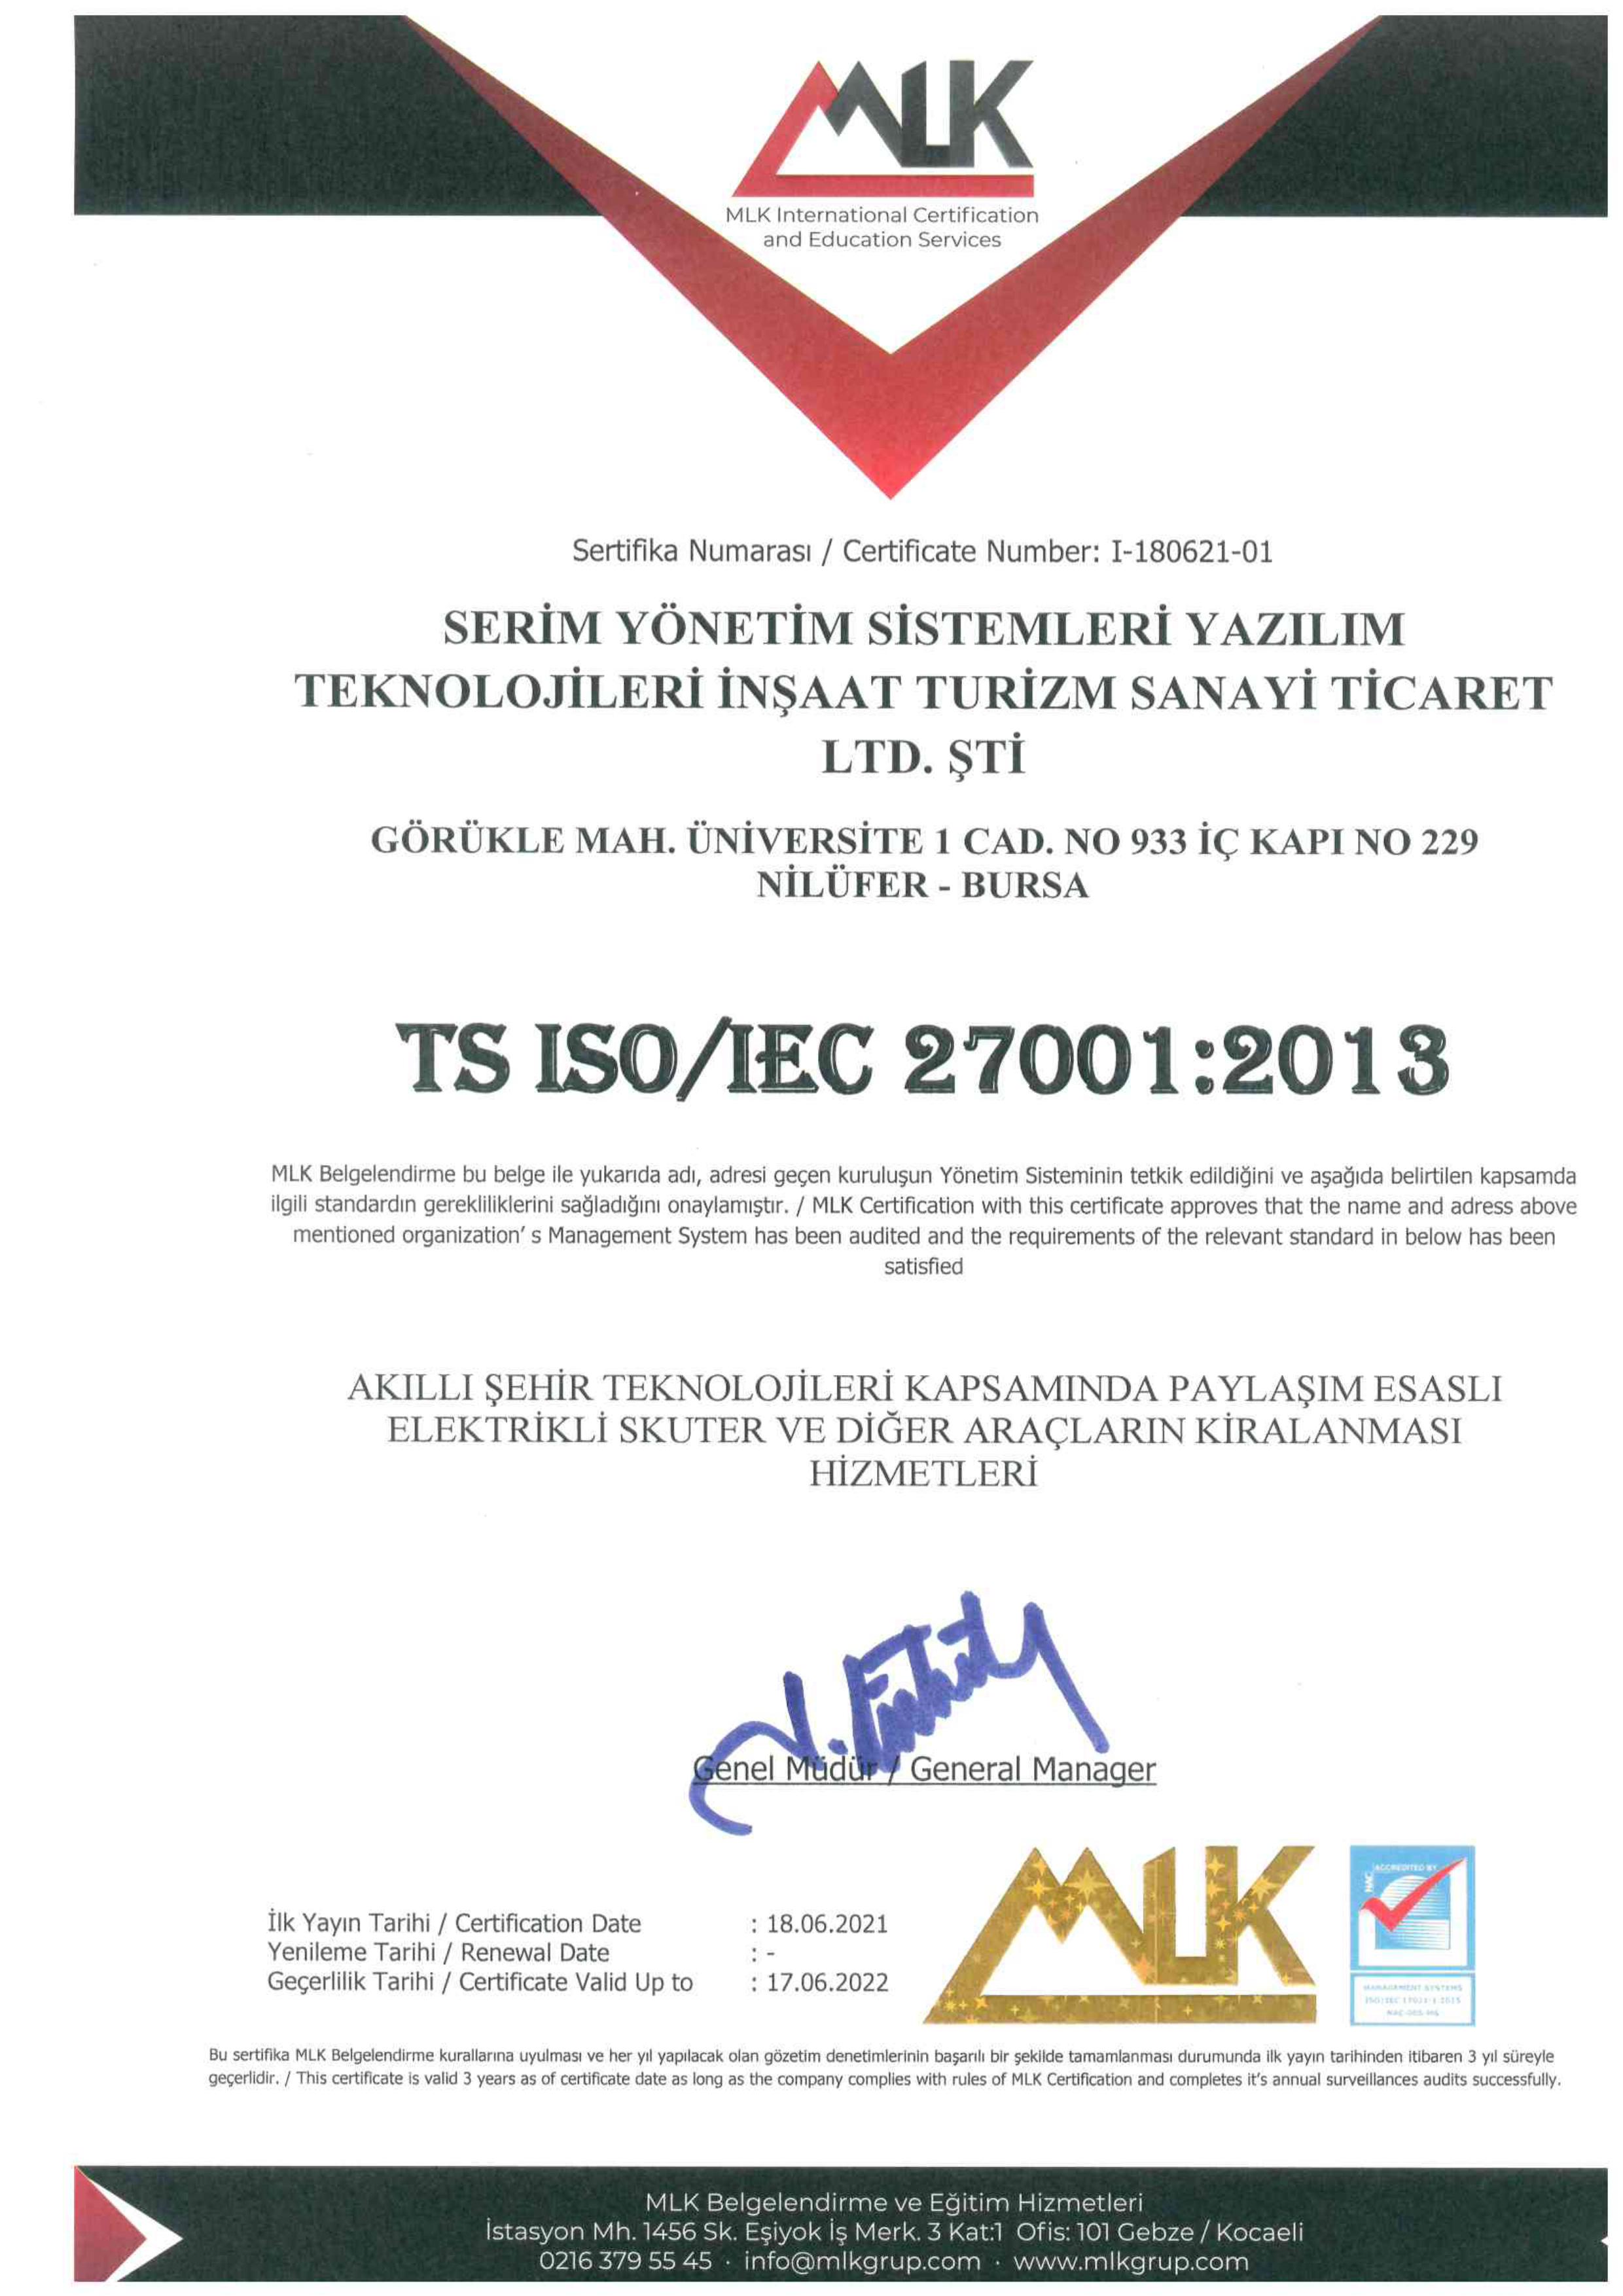 MLK
MLK International Certification
and Education Services
Sertifika Numarası / Certificate Number: I-180621-01
SERİM YÖNETİM SİSTEMLERİ YAZILIM
TEKNOLOJİLERİ İNŞAAT TURİZM SANAYİ TİCARET
LTD. ŞTİ
GÖRÜKLE MAH. ÜNİVERSİTE 1 CAD. NO 933 İÇ KAPI NO 229
NİLÜFER - BURSA
TS ISO/IEC 27001:2013
MLK Belgelendirme bu belge ile yukarıda adı, adresi geçen kuruluşun Yönetim Sisteminin tetkik edildiğini ve aşağıda belirtilen kapsamda
ilgili standardın gerekliliklerini sağladığını onaylamıştır. / MLK Certification with this certificate approves that the name and adress above
mentioned organization' s Management System has been audited and the requirements of the relevant standard in below has been
satisfied
AKILLI ŞEHİR TEKNOLOJİLERİ KAPSAMINDA PAYLAŞIM ESASLI
ELEKTRİKLİ SKUTER VE DİĞER ARAÇLARIN KİRALANMASI
HİZMETLERİ
Genel Müdür / General Manager
MLK
NAC ACCREDITED BY
MANAGEMENT SYSTEMS
ISO/IEC 17021-1:2015
İlk Yayın Tarihi / Certification Date : 18.06.2021
Yenileme Tarihi / Renewal Date : -
Geçerlilik Tarihi / Certificate Valid Up to : 17.06.2022
Bu sertifika MLK Belgelendirme kurallarına uyulması ve her yıl yapılacak olan gözetim denetimlerinin başarılı bir şekilde tamamlanması durumunda ilk yayın tarihinden itibaren 3 yıl süreyle
geçerlidir. / This certificate is valid 3 years as of certificate date as long as the company complies with rules of MLK Certification and completes it's annual surveillances audits successfully.
MLK Belgelendirme ve Eğitim Hizmetleri
İstasyon Mh. 1456 Sk. Eşiyok İş Merk. 3 Kat:1 Ofis: 101 Gebze / Kocaeli
0216 379 55 45 · info@mlkgrup.com · www.mlkgrup.com